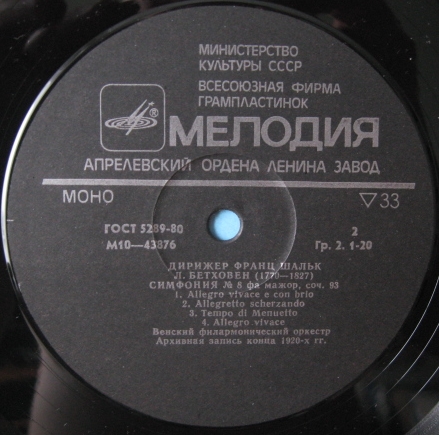 МИНИСТЕРСТВО
КУЛЬТУРЫ СССР
ВСЕСОЮЗНАЯ ФИРМА
ГРАМПЛАСТИНОК
®
МЕЛОДИЯ
АПРЕЛЕВСКИЙ ОРДЕНА ЛЕНИНА ЗАВОД
МОНО ▽33
ГОСТ 5289-80 2
М10—43876 Гр. 2. 1-20
ДИРИЖЕР ФРАНЦ ШАЛЬК
Л. БЕТХОВЕН (1770—1827)
СИМФОНИЯ № 8 фа мажор, соч. 93
1. Allegro vivace e con brio
2. Allegretto scherzando
3. Tempo di Menuetto
4. Allegro vivace
Венский филармонический оркестр
Архивная запись конца 1920-х гг.